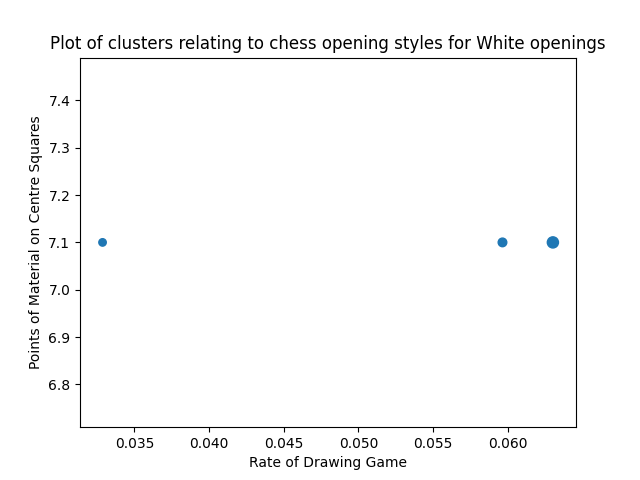 Plot of clusters relating to chess opening styles for White openings
Points of Material on Centre Squares
7.4
7.3
7.2
7.1
7.0
6.9
6.8
0.035 0.040 0.045 0.050 0.055 0.060
Rate of Drawing Game